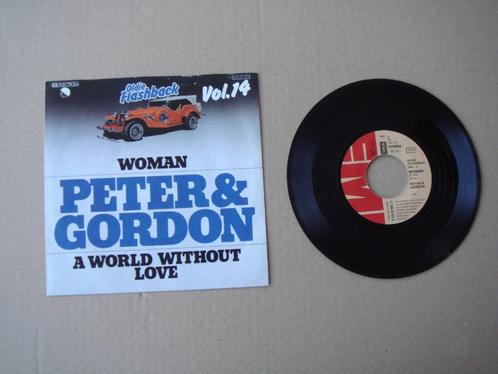 EMI ELECTROLA
Oldie
Flashback
Vol.14
WOMAN
PETER &
GORDON
A WORLD WITHOUT
LOVE
EMI
STEREO
WOMAN
PETER &
GORDON